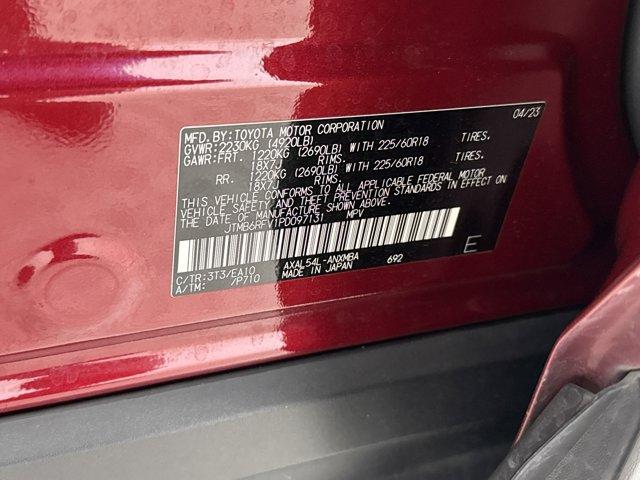 MFD.BY:TOYOTA MOTOR CORPORATION 04/23
GVWR:2230KG (4920LB)
GAWR:FRT. 1220KG (2690LB) WITH 225/60R18 TIRES.
18X7J RIMS.
RR. 1220KG (2690LB) WITH 225/60R18 TIRES.
18X7J RIMS.
THIS VEHICLE CONFORMS TO ALL APPLICABLE FEDERAL MOTOR
VEHICLE SAFETY AND THEFT PREVENTION STANDARDS IN EFFECT ON
THE DATE OF MANUFACTURE SHOWN ABOVE.
JTMB6RFV1PD097131 MPV
C/TR:3T3/EA10 AXAL54L-ANXMBA 692
A/TM: /P710 MADE IN JAPAN
E